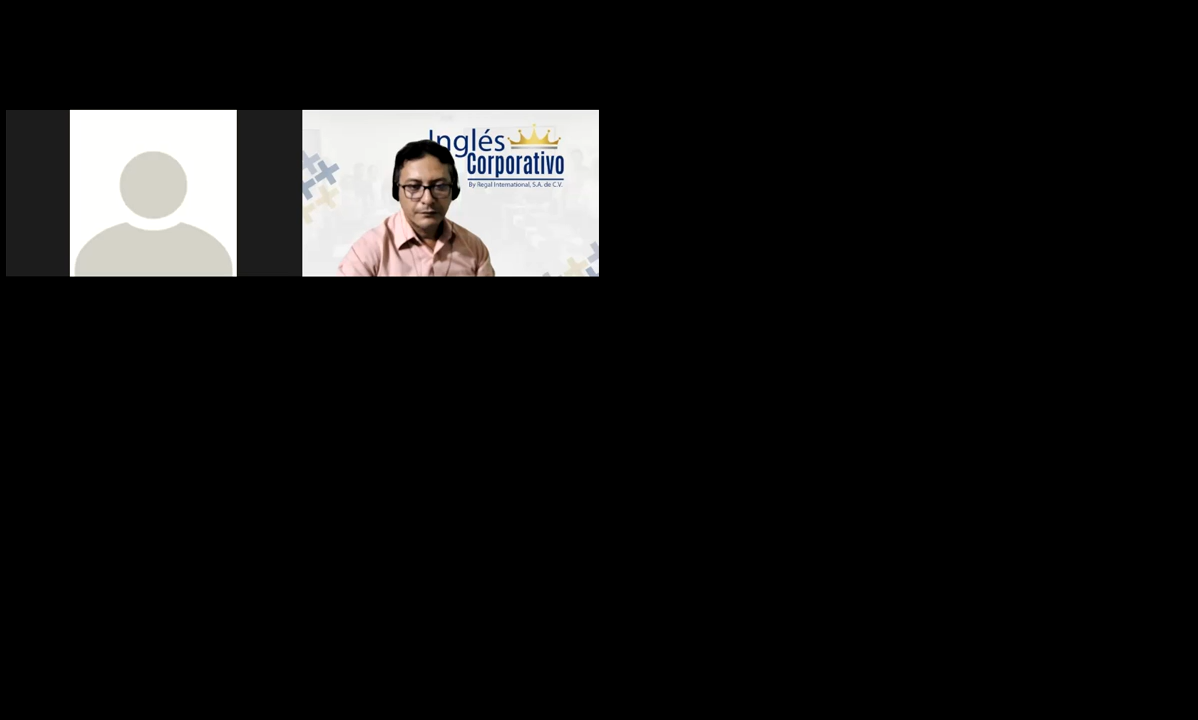 Inglés
Corporativo
By Regal International, S.A. de C.V.